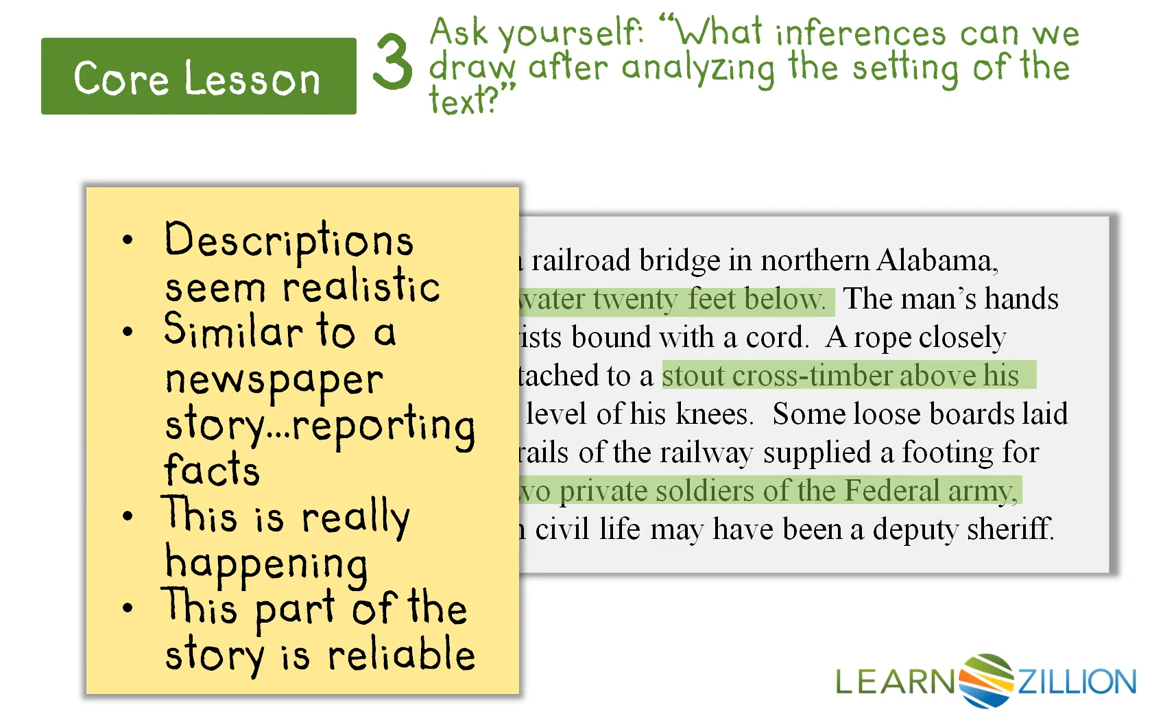 Core Lesson
3
Ask yourself: “What inferences can we
draw after analyzing the setting of the
text?”
• Descriptions
seem realistic
• Similar to a
newspaper
story...reporting
facts
• This is really
happening
• This part of the
story is reliable
railroad bridge in northern Alabama,
water twenty feet below. The man’s hands
bound with a cord. A rope closely
to a stout cross-timber above his
level of his knees. Some loose boards laid
rails of the railway supplied a footing for
private soldiers of the Federal army,
civil life may have been a deputy sheriff.
LEARN ZILLION